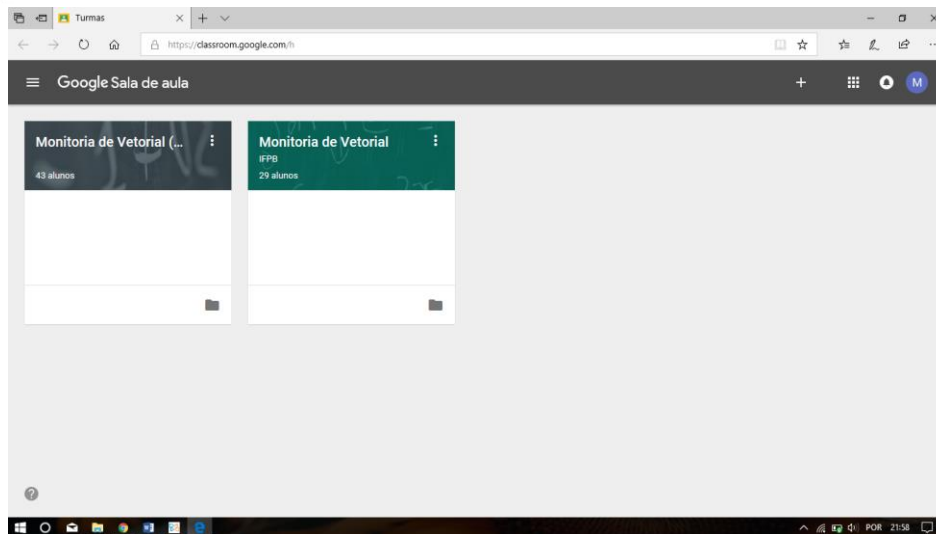 Turmas
https://classroom.google.com/h
Google Sala de aula
M
Monitoria de Vetorial (...
43 alunos
Monitoria de Vetorial
IFPB
29 alunos
POR 21:58